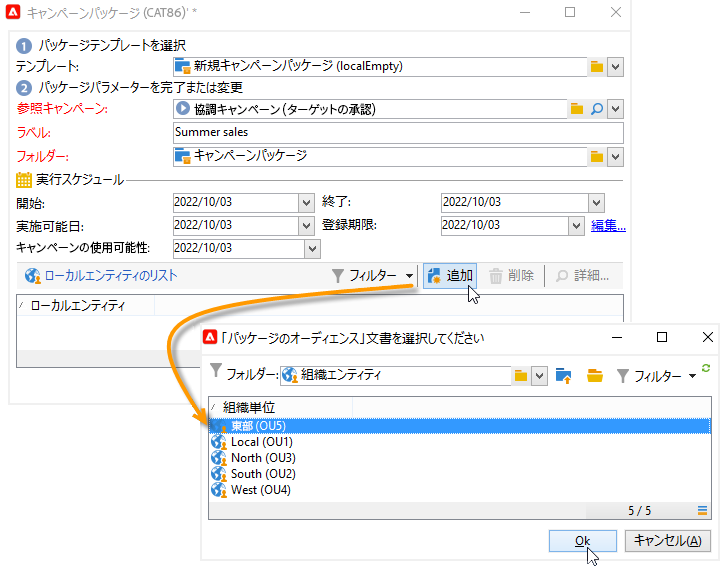 キャンペーンパッケージ (CAT86)' *
1 パッケージテンプレートを選択
テンプレート: 新規キャンペーンパッケージ (localEmpty)
2 パッケージパラメーターを完了または変更
参照キャンペーン: 協調キャンペーン (ターゲットの承認)
ラベル: Summer sales
フォルダー: キャンペーンパッケージ
実行スケジュール
開始: 2022/10/03 終了: 2022/10/03
実施可能日: 2022/10/03 登録期限: 2022/10/03 編集...
キャンペーンの使用可能性: 2022/10/03
ローカルエンティティのリスト フィルター 追加 削除 詳細...
ローカルエンティティ
「パッケージのオーディエンス」文書を選択してください
フォルダー: 組織エンティティ フィルター
組織単位
東部 (OU5)
Local (OU1)
North (OU3)
South (OU2)
West (OU4)
5 / 5
Ok キャンセル(A)